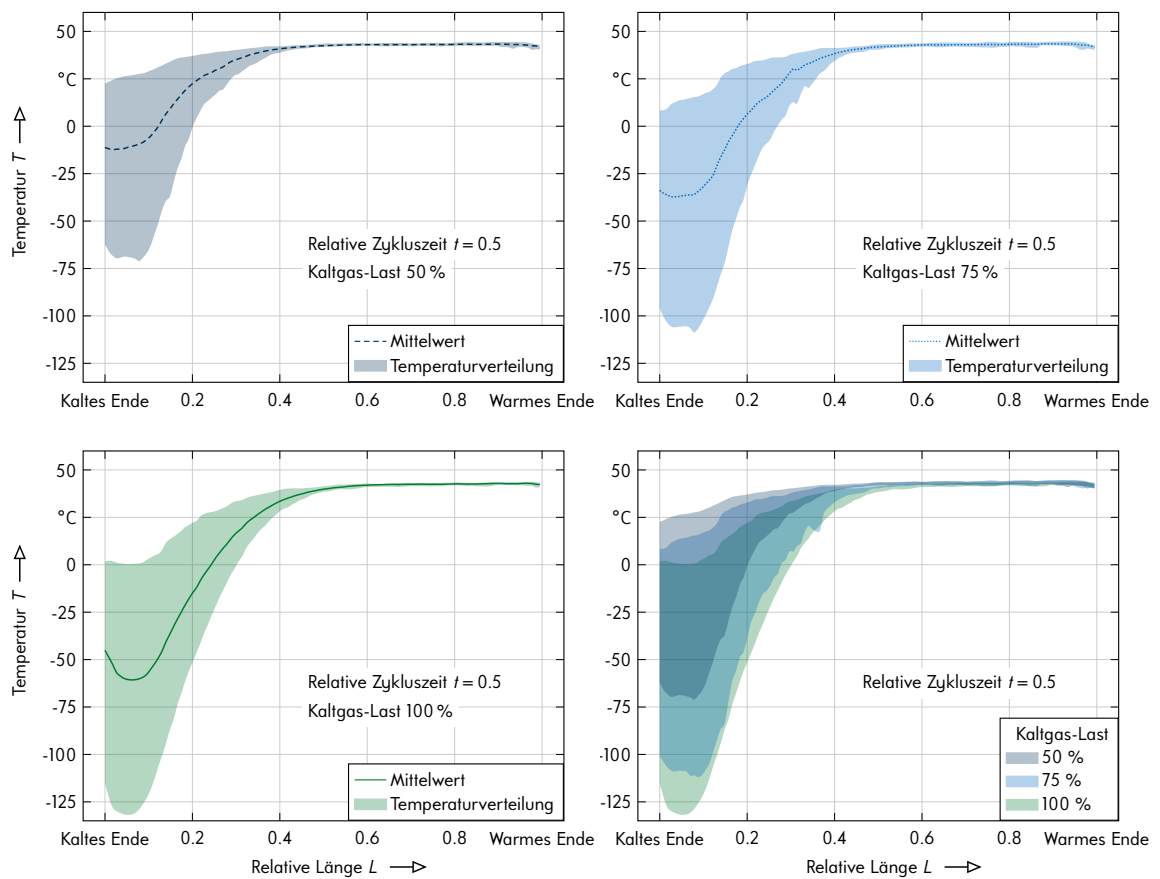 50
°C
0
-25
-50
-75
-100
-125
Temperatur T
Relative Zykluszeit t = 0.5
Kaltgas-Last 50 %
Mittelwert
Temperaturverteilung
Kaltes Ende 0.2 0.4 0.6 0.8 Warmes Ende
50
°C
0
-25
-50
-75
-100
-125
Relative Zykluszeit t = 0.5
Kaltgas-Last 75 %
Mittelwert
Temperaturverteilung
Kaltes Ende 0.2 0.4 0.6 0.8 Warmes Ende
50
°C
0
-25
-50
-75
-100
-125
Temperatur T
Relative Zykluszeit t = 0.5
Kaltgas-Last 100 %
Mittelwert
Temperaturverteilung
Kaltes Ende 0.2 0.4 0.6 0.8 Warmes Ende
Relative Länge L
50
°C
0
-25
-50
-75
-100
-125
Relative Zykluszeit t = 0.5
Kaltgas-Last
50 %
75 %
100 %
Kaltes Ende 0.2 0.4 0.6 0.8 Warmes Ende
Relative Länge L